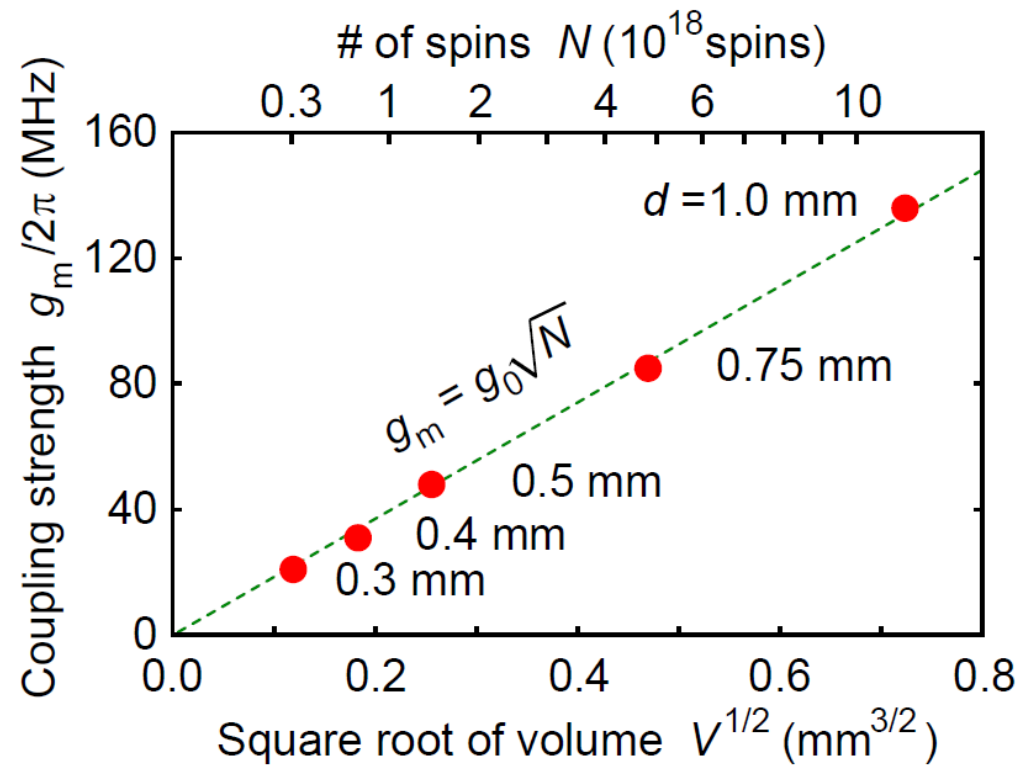 # of spins N (10^18 spins)
0.3 1 2 4 6 10
Coupling strength g_m/2π (MHz)
160
120
80
40
0
d =1.0 mm
0.75 mm
g_m = g_0√N
0.5 mm
0.4 mm
0.3 mm
0.0 0.2 0.4 0.6 0.8
Square root of volume V^1/2 (mm^3/2)